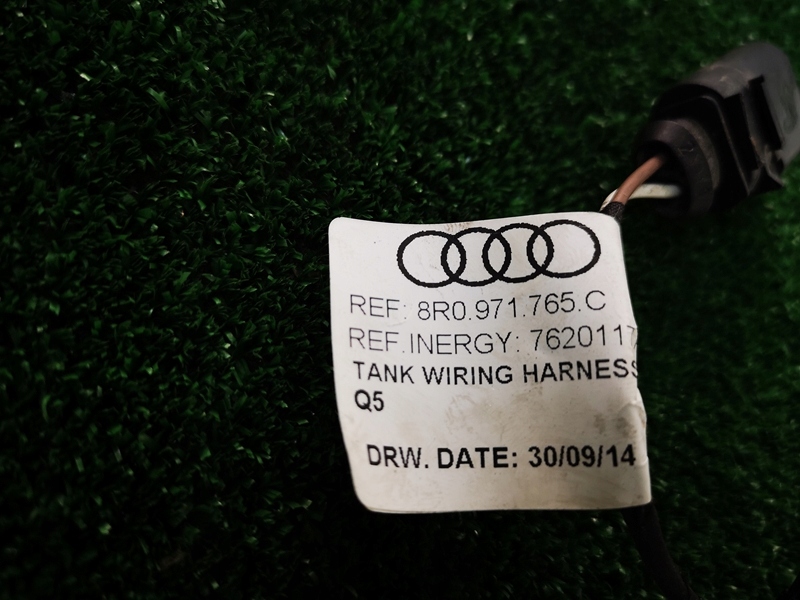 REF: 8R0.971.765.C
REF.INERGY: 7620117
TANK WIRING HARNESS
Q5
DRW. DATE: 30/09/14